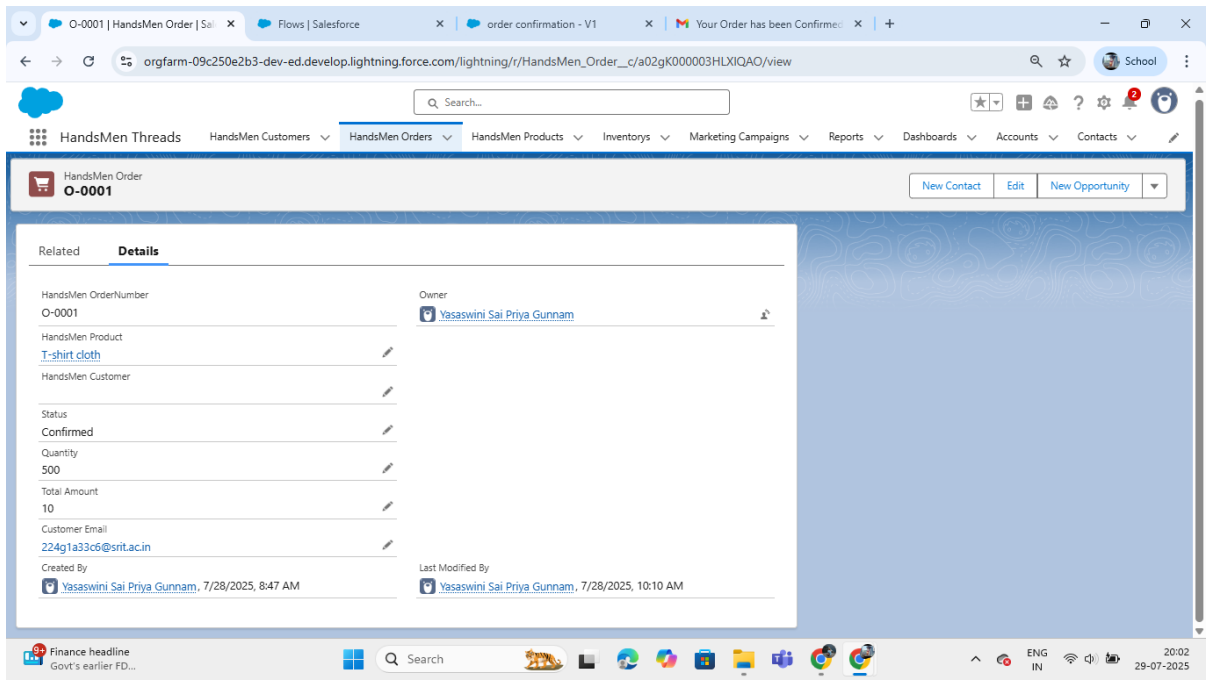 O-0001 | HandsMen Order | Sal
Flows | Salesforce
order confirmation - V1
Your Order has been Confirmed
orgfarm-09c250e2b3-dev-ed.develop.lightning.force.com/lightning/r/HandsMen_Order__c/a02gK000003HLXIQAO/view
School
Search...
2
HandsMen Threads
HandsMen Customers
HandsMen Orders
HandsMen Products
Inventorys
Marketing Campaigns
Reports
Dashboards
Accounts
Contacts
HandsMen Order
O-0001
New Contact
Edit
New Opportunity
Related
Details
HandsMen OrderNumber
O-0001
Owner
Yasaswini Sai Priya Gunnam
HandsMen Product
T-shirt cloth
HandsMen Customer
Status
Confirmed
Quantity
500
Total Amount
10
Customer Email
224g1a33c6@srit.ac.in
Created By
Yasaswini Sai Priya Gunnam, 7/28/2025, 8:47 AM
Last Modified By
Yasaswini Sai Priya Gunnam, 7/28/2025, 10:10 AM
9+
Finance headline
Govt's earlier FD...
Search
ENG
IN
20:02
29-07-2025